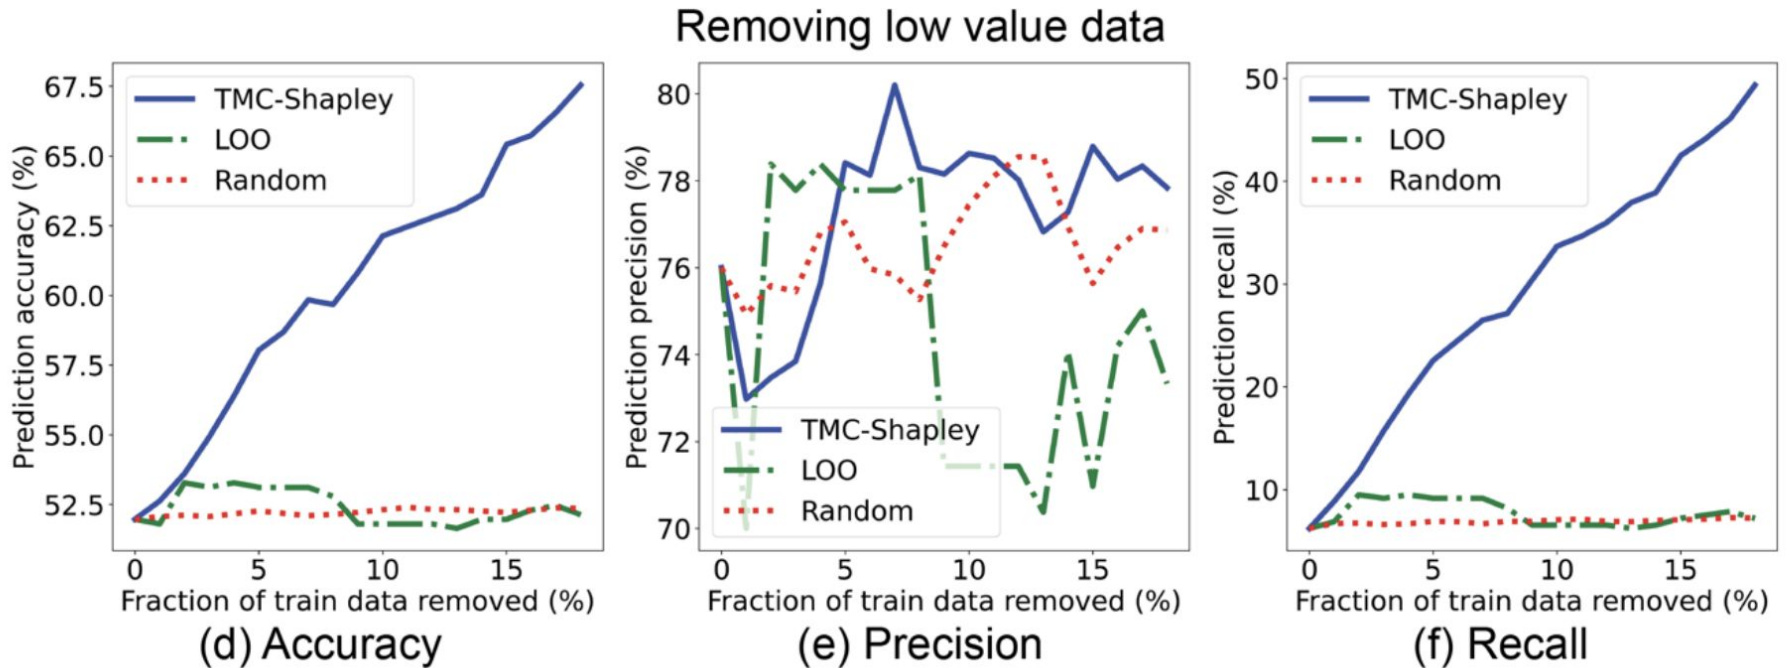 Removing low value data
67.5
65.0
62.5
60.0
57.5
55.0
52.5
Prediction accuracy (%)
TMC-Shapley
LOO
Random
0 5 10 15
Fraction of train data removed (%)
(d) Accuracy
80
78
76
74
72
70
Prediction precision (%)
TMC-Shapley
LOO
Random
0 5 10 15
Fraction of train data removed (%)
(e) Precision
50
40
30
20
10
Prediction recall (%)
TMC-Shapley
LOO
Random
0 5 10 15
Fraction of train data removed (%)
(f) Recall